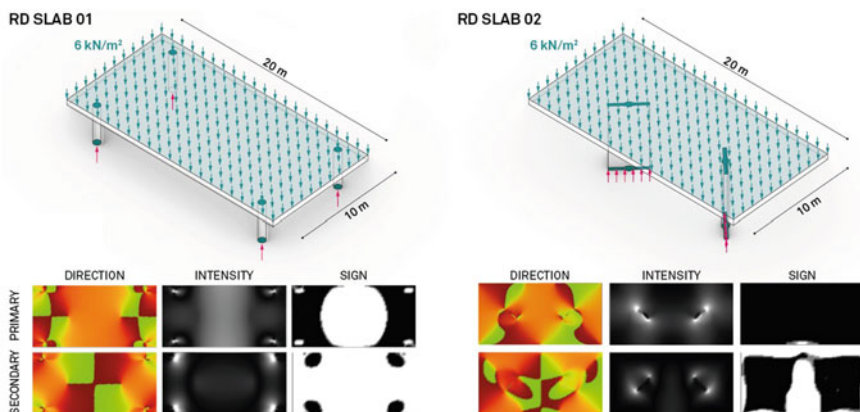 RD SLAB 01
6 kN/m²
20 m
10 m
DIRECTION INTENSITY SIGN
PRIMARY
SECONDARY
RD SLAB 02
6 kN/m²
20 m
10 m
DIRECTION INTENSITY SIGN